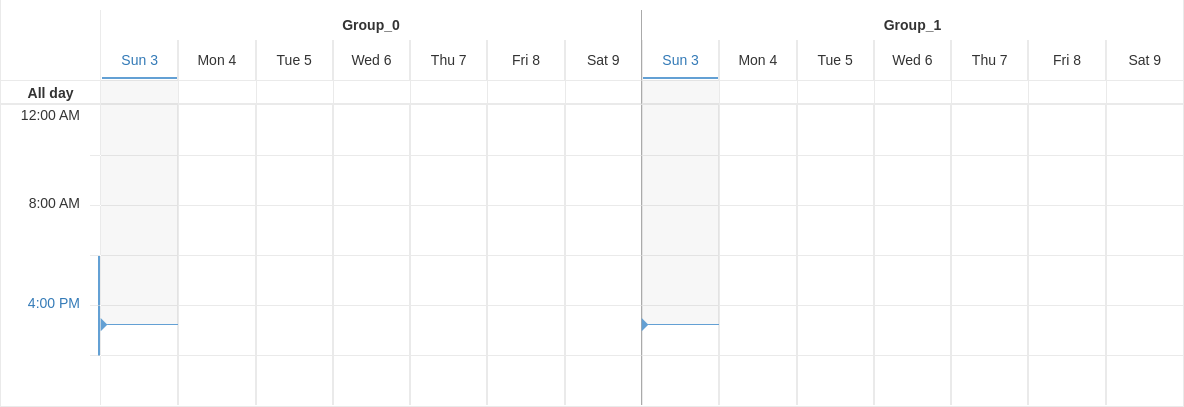 Group_0 Group_1
Sun 3 Mon 4 Tue 5 Wed 6 Thu 7 Fri 8 Sat 9 Sun 3 Mon 4 Tue 5 Wed 6 Thu 7 Fri 8 Sat 9
All day
12:00 AM
8:00 AM
4:00 PM